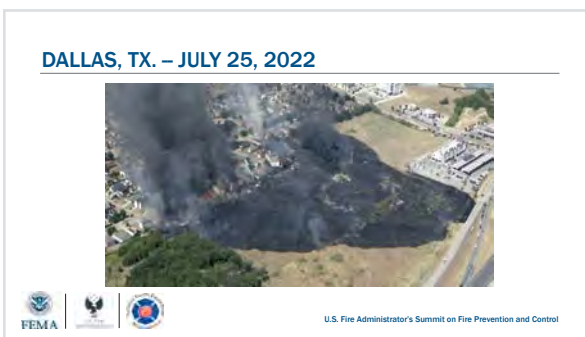 DALLAS, TX. – JULY 25, 2022
FEMA
U.S. Fire Administrator's Summit on Fire Prevention and Control